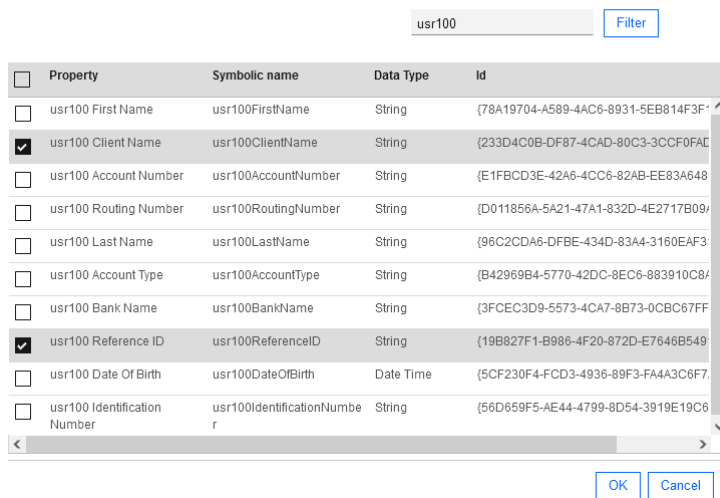 usr100 Filter
Property Symbolic name Data Type Id
usr100 First Name usr100FirstName String {78A19704-A589-4AC6-8931-5EB814F3F1
usr100 Client Name usr100ClientName String {233D4C0B-DF87-4CAD-80C3-3CCF0FAD
usr100 Account Number usr100AccountNumber String {E1FBCD3E-42A6-4CC6-82AB-EE83A648
usr100 Routing Number usr100RoutingNumber String {D011856A-5A21-47A1-832D-4E2717B09A
usr100 Last Name usr100LastName String {96C2CDA6-DFBE-434D-83A4-3160EAF31
usr100 Account Type usr100AccountType String {B42969B4-5770-42DC-8EC6-883910C8A
usr100 Bank Name usr100BankName String {3FCEC3D9-5573-4CA7-8B73-0CBC67FF
usr100 Reference ID usr100ReferenceID String {19B827F1-B986-4F20-872D-E7646B549
usr100 Date Of Birth usr100DateOfBirth Date Time {5CF230F4-FCD3-4936-89F3-FA4A3C6F7
usr100 Identification usr100IdentificationNumbe String {56D659F5-AE44-4799-8D54-3919E19C6
Number r
OK Cancel